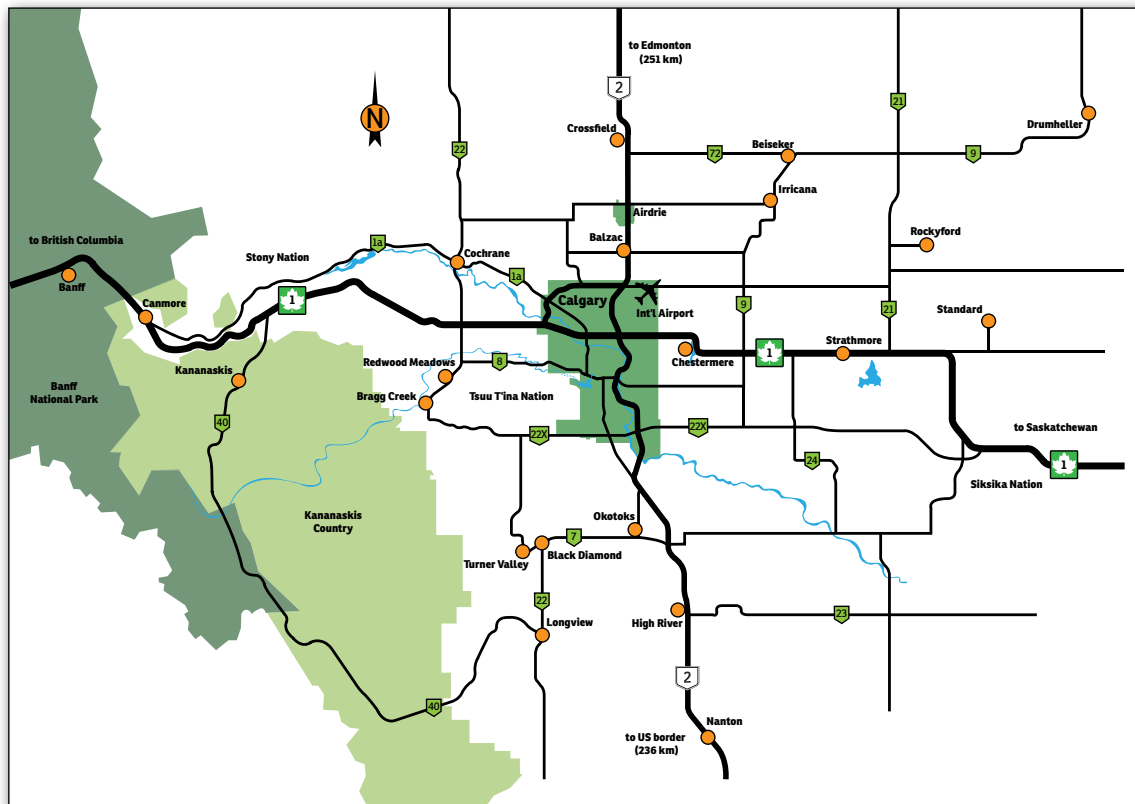 to Edmonton
(251 km)
2
21
Drumheller
N
Crossfield
22
72
Beiseker
9
Irricana
Airdrie
to British Columbia
Stony Nation
1a
Balzac
Rockyford
Cochrane
Banff
1a
Canmore
1
Calgary
Int'l Airport
9
21
Standard
Strathmore
1
Chestermere
Redwood Meadows
8
Kananaskis
Banff
National Park
Bragg Creek
Tsuu T'ina Nation
40
22X
22X
to Saskatchewan
24
1
Siksika Nation
Kananaskis
Country
Okotoks
7
Black Diamond
Turner Valley
22
Longview
High River
23
2
40
Nanton
to US border
(236 km)